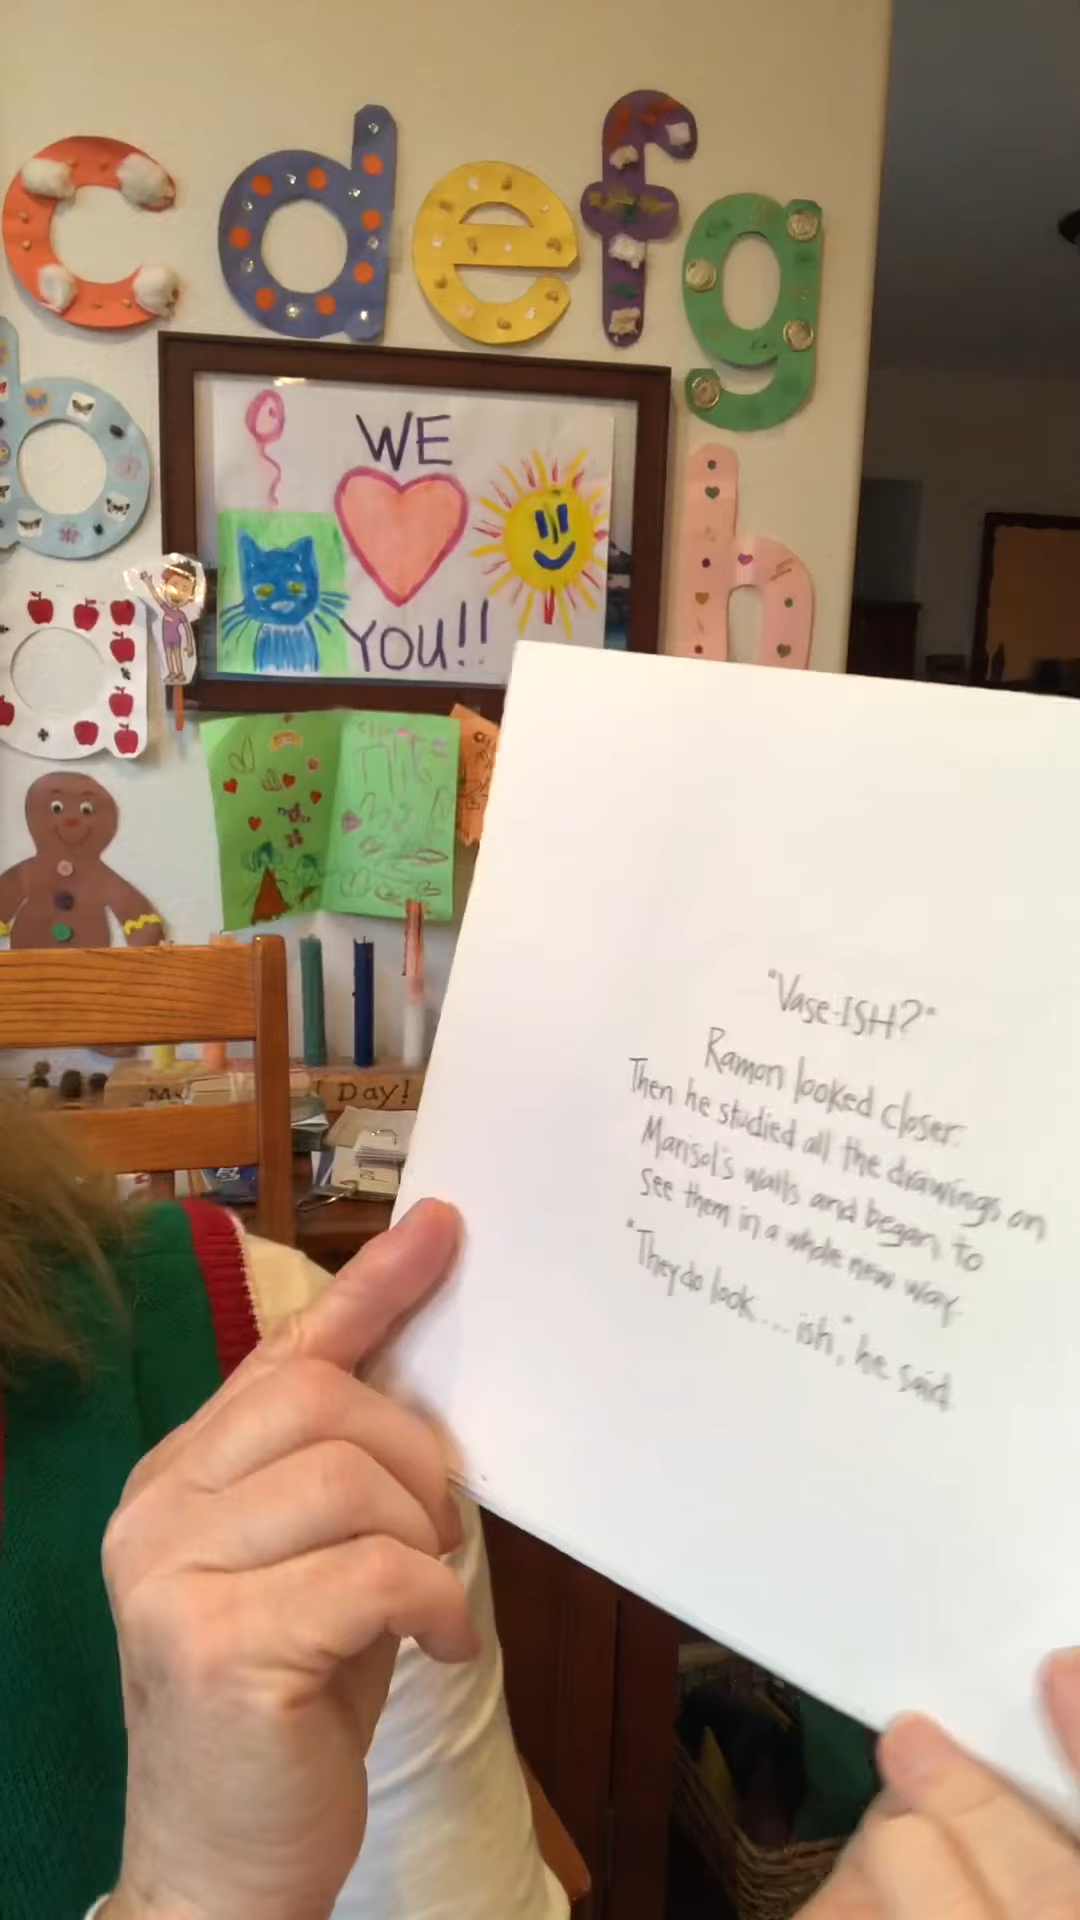 c d e f g
b
h
a
WE
YOU!!
Day!
"Vase-ISH?"
Ramon looked closer.
Then he studied all the drawings on
Marisol's walls and began to
see them in a whole new way.
"They do look... ish," he said.